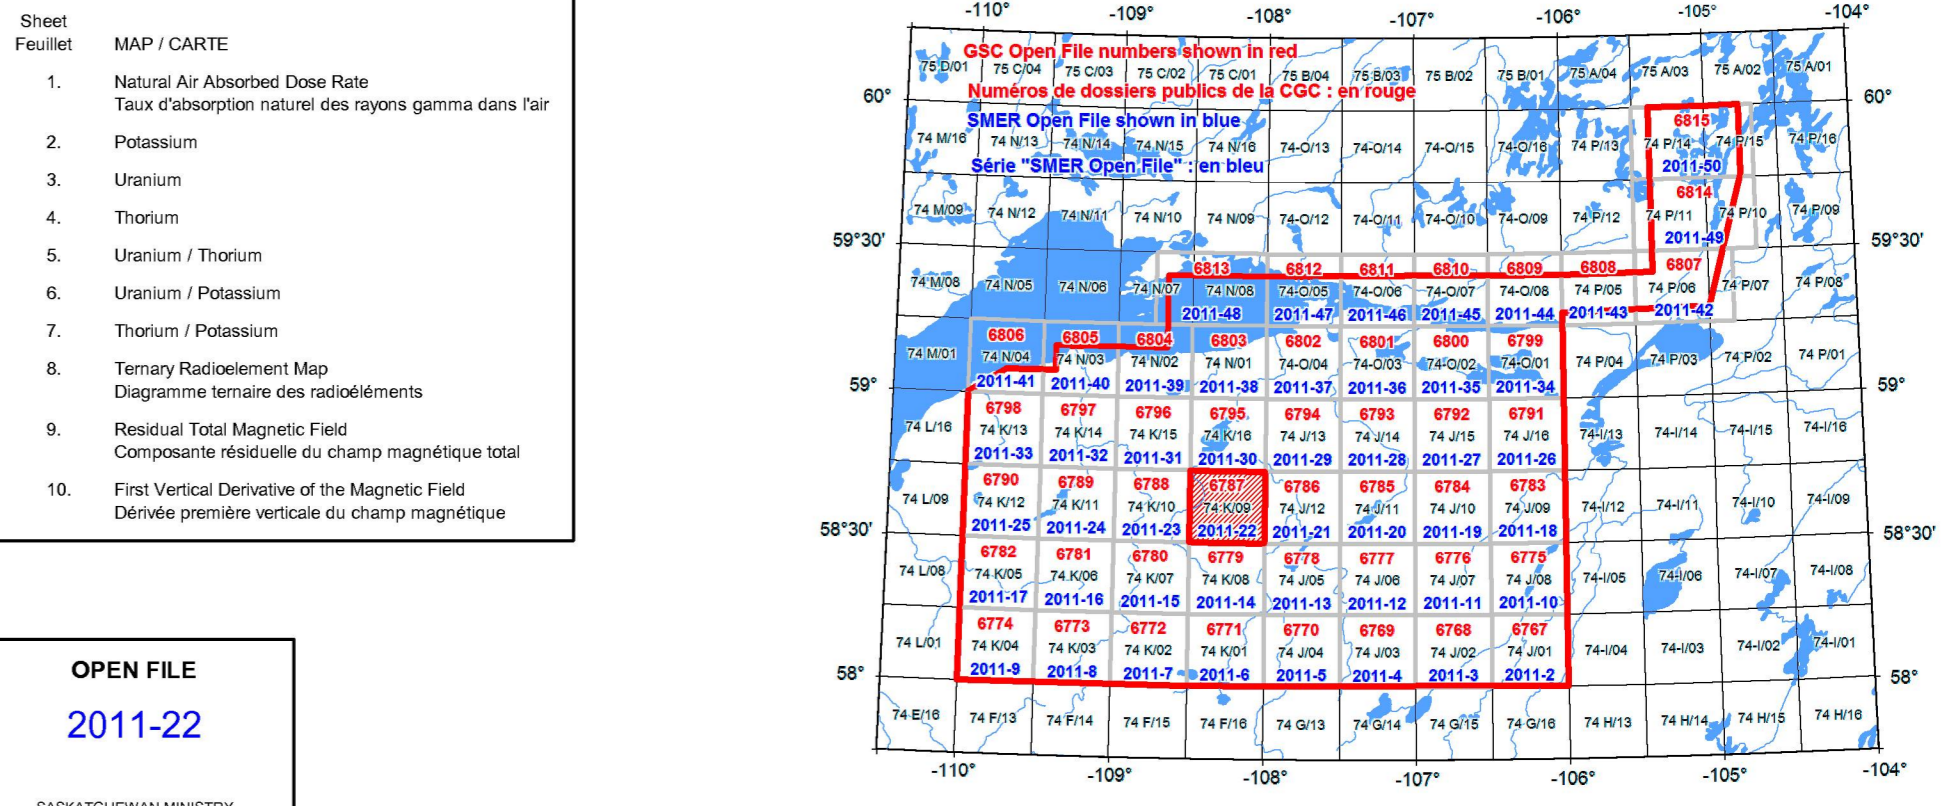 Sheet
Feuillet MAP / CARTE
1. Natural Air Absorbed Dose Rate
Taux d'absorption naturel des rayons gamma dans l'air
2. Potassium
3. Uranium
4. Thorium
5. Uranium / Thorium
6. Uranium / Potassium
7. Thorium / Potassium
8. Ternary Radioelement Map
Diagramme ternaire des radioéléments
9. Residual Total Magnetic Field
Composante résiduelle du champ magnétique total
10. First Vertical Derivative of the Magnetic Field
Dérivée première verticale du champ magnétique
OPEN FILE
2011-22
SASKATCHEWAN MINISTRY
-110° -109° -108° -107° -106° -105° -104°
GSC Open File numbers shown in red
75 D/01 75 C/04 75 C/03 75 C/02 75 C/01 75 B/04 75 B/03 75 B/02 75 B/01 75 A/04 75 A/03 75 A/02 75 A/01
Numéros de dossiers publics de la CGC : en rouge
60° 60°
SMER Open File shown in blue
6815
74 M/16 74 N/13 74 N/14 74 N/15 74 N/16 74-O/13 74-O/14 74-O/15 74-O/16 74 P/13 74 P/14 74 P/15 74 P/16
Série "SMER Open File" : en bleu
2011-50
6814
74 M/09 74 N/12 74 N/11 74 N/10 74 N/09 74-O/12 74-O/11 74-O/10 74-O/09 74 P/12 74 P/11 74 P/10 74 P/09
2011-49
59°30' 59°30'
6813 6812 6811 6810 6809 6808 6807
74 M/08 74 N/05 74 N/06 74 N/07 74 N/08 74-O/05 74-O/06 74-O/07 74-O/08 74 P/05 74 P/06 74 P/07 74 P/08
2011-48 2011-47 2011-46 2011-45 2011-44 2011-43 2011-42
6806 6805 6804 6803 6802 6801 6800 6799
74 M/01 74 N/04 74 N/03 74 N/02 74 N/01 74-O/04 74-O/03 74-O/02 74-O/01 74 P/04 74 P/03 74 P/02 74 P/01
2011-41 2011-40 2011-39 2011-38 2011-37 2011-36 2011-35 2011-34
59° 59°
6798 6797 6796 6795 6794 6793 6792 6791
74 L/16 74 K/13 74 K/14 74 K/15 74 K/16 74 J/13 74 J/14 74 J/15 74 J/16 74-I/13 74-I/14 74-I/15 74-I/16
2011-33 2011-32 2011-31 2011-30 2011-29 2011-28 2011-27 2011-26
6790 6789 6788 6787 6786 6785 6784 6783
74 L/09 74 K/12 74 K/11 74 K/10 74 K/09 74 J/12 74 J/11 74 J/10 74 J/09 74-I/12 74-I/11 74-I/10 74-I/09
2011-25 2011-24 2011-23 2011-22 2011-21 2011-20 2011-19 2011-18
58°30' 58°30'
6782 6781 6780 6779 6778 6777 6776 6775
74 L/08 74 K/05 74 K/06 74 K/07 74 K/08 74 J/05 74 J/06 74 J/07 74 J/08 74-I/05 74-I/06 74-I/07 74-I/08
2011-17 2011-16 2011-15 2011-14 2011-13 2011-12 2011-11 2011-10
6774 6773 6772 6771 6770 6769 6768 6767
74 L/01 74 K/04 74 K/03 74 K/02 74 K/01 74 J/04 74 J/03 74 J/02 74 J/01 74-I/04 74-I/03 74-I/02 74-I/01
2011-9 2011-8 2011-7 2011-6 2011-5 2011-4 2011-3 2011-2
58° 58°
74 E/16 74 F/13 74 F/14 74 F/15 74 F/16 74 G/13 74 G/14 74 G/15 74 G/16 74 H/13 74 H/14 74 H/15 74 H/16
-110° -109° -108° -107° -106° -105° -104°